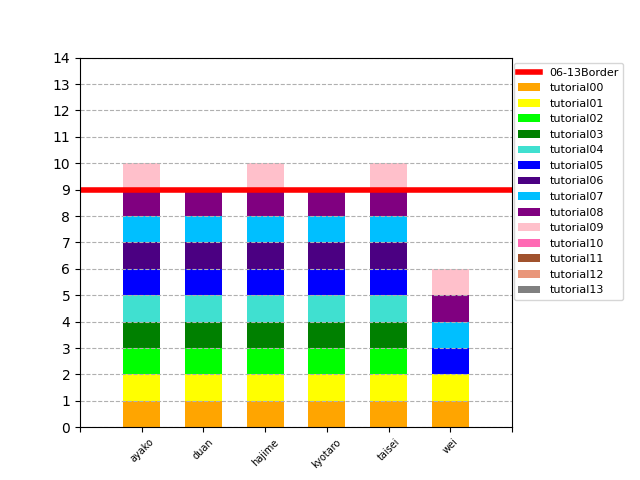 14
13
12
11
10
9
8
7
6
5
4
3
2
1
0
ayako
duan
hajime
kyotaro
taisei
wei
06-13Border
tutorial00
tutorial01
tutorial02
tutorial03
tutorial04
tutorial05
tutorial06
tutorial07
tutorial08
tutorial09
tutorial10
tutorial11
tutorial12
tutorial13